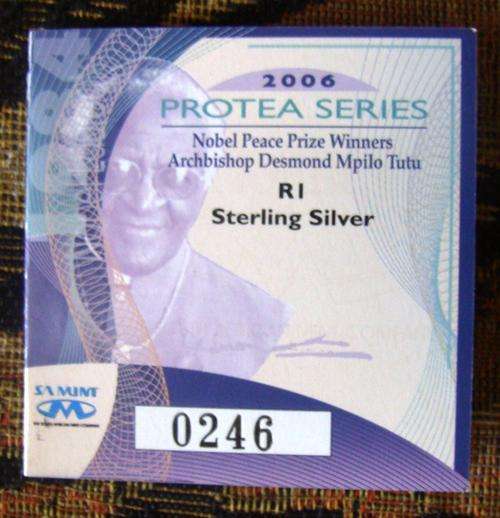 2006
PROTEA SERIES
Nobel Peace Prize Winners
Archbishop Desmond Mpilo Tutu
R1
Sterling Silver
SA MINT
0246